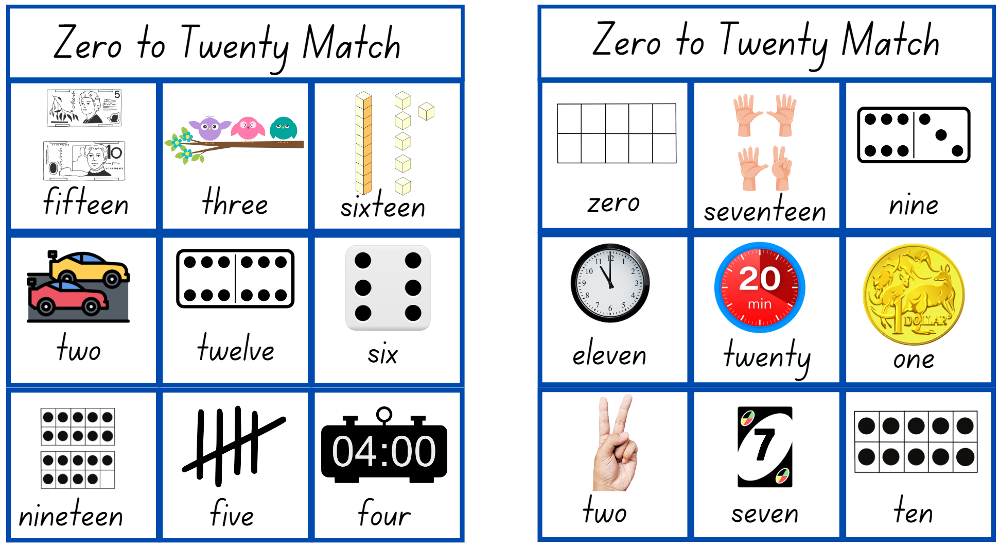 Zero to Twenty Match
5
10
fifteen
three
sixteen
two
twelve
six
nineteen
five
04:00
four
Zero to Twenty Match
zero
seventeen
nine
12
1
2
3
4
5
6
7
8
9
10
11
eleven
20
min
twenty
1
DOLLAR
one
two
7
seven
ten